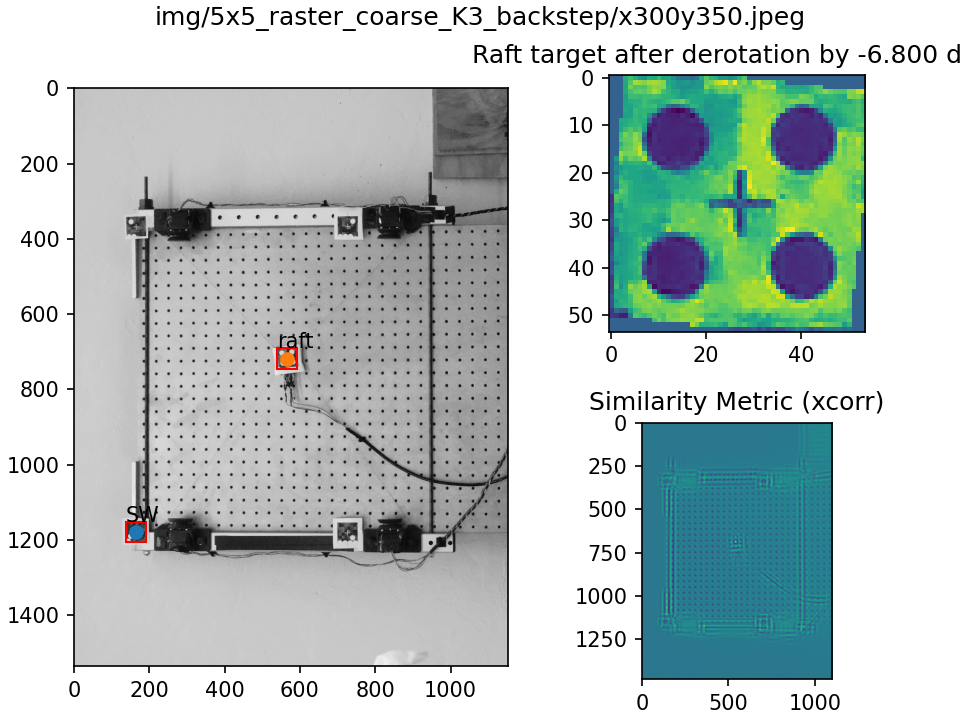 img/5x5_raster_coarse_K3_backstep/x300y350.jpeg
Raft target after derotation by -6.800 d
0
200
400
600
800
1000
1200
1400
0 200 400 600 800 1000
raft
SW
0
10
20
30
40
50
0 20 40
Similarity Metric (xcorr)
0
250
500
750
1000
1250
0 500 1000